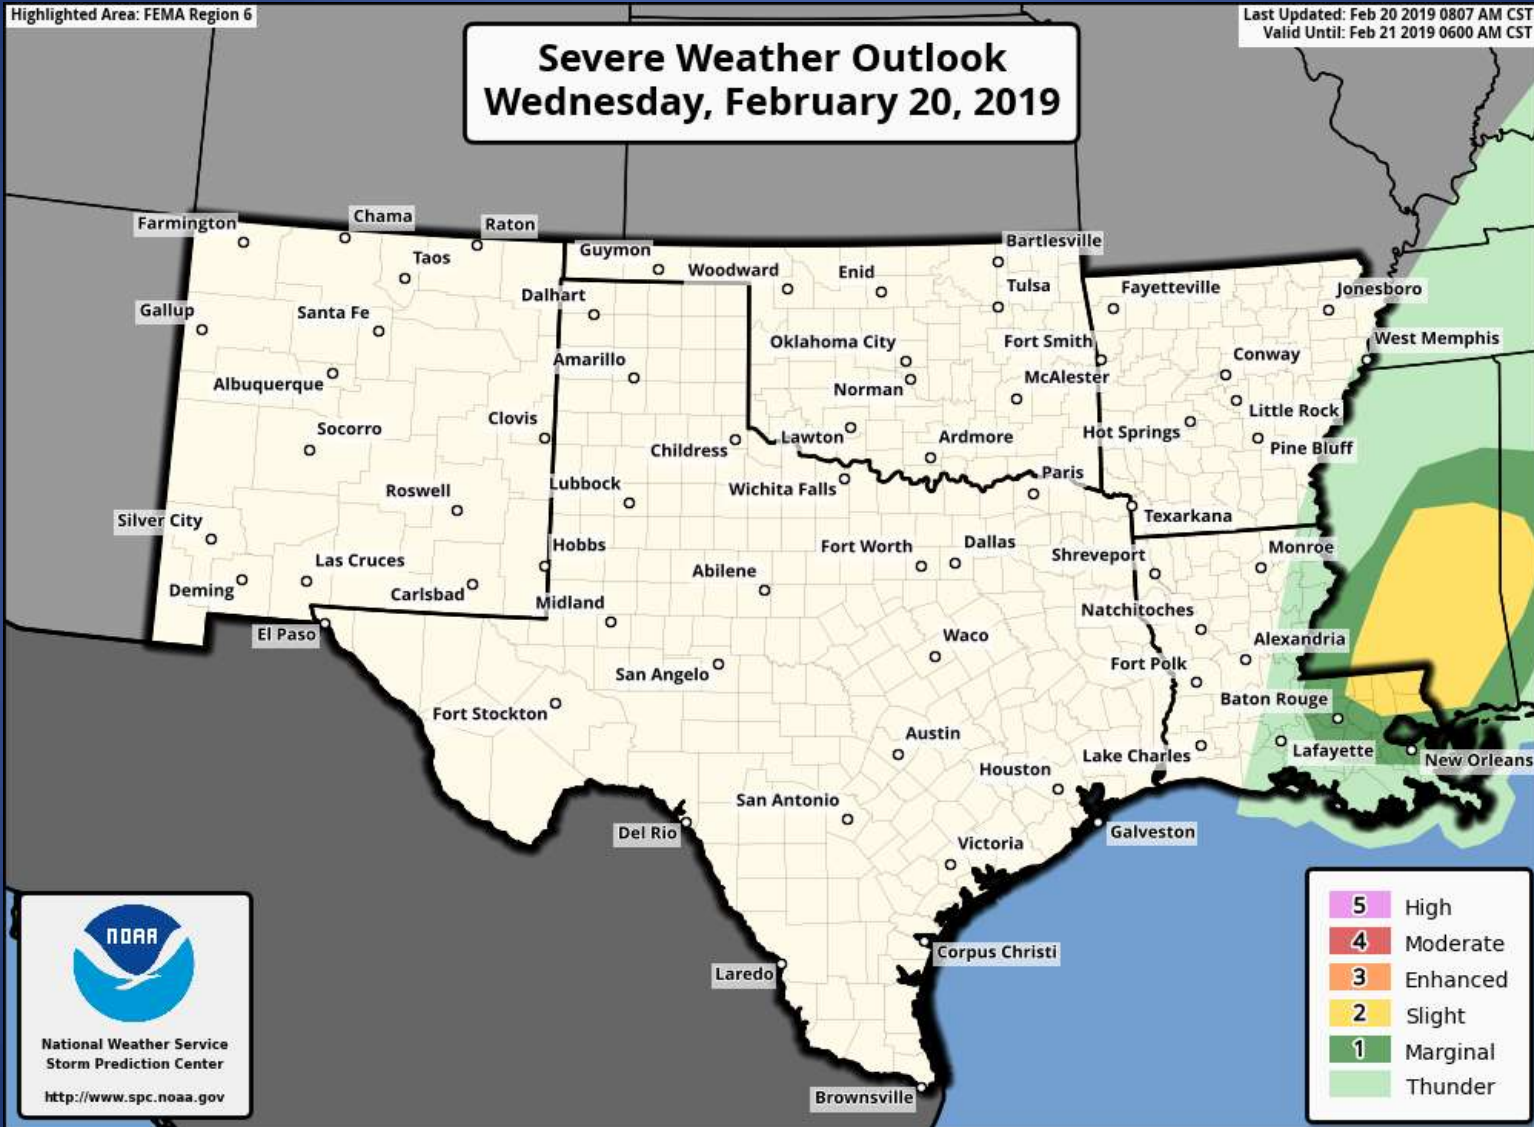 Highlighted Area: FEMA Region 6
Last Updated: Feb 20 2019 0807 AM CST
Valid Until: Feb 21 2019 0600 AM CST
Severe Weather Outlook
Wednesday, February 20, 2019
Farmington
Chama
Raton
Taos
Guymon
Woodward
Enid
Bartlesville
Tulsa
Fayetteville
Jonesboro
Gallup
Santa Fe
Dalhart
Oklahoma City
Fort Smith
West Memphis
Albuquerque
Amarillo
Norman
McAlester
Conway
Little Rock
Socorro
Clovis
Childress
Lawton
Ardmore
Hot Springs
Pine Bluff
Roswell
Lubbock
Wichita Falls
Paris
Texarkana
Silver City
Las Cruces
Hobbs
Fort Worth
Dallas
Shreveport
Monroe
Deming
Carlsbad
Midland
Abilene
Natchitoches
El Paso
Waco
Alexandria
San Angelo
Fort Polk
Baton Rouge
Fort Stockton
Austin
Lake Charles
Lafayette
New Orleans
Houston
San Antonio
Del Rio
Galveston
Victoria
Corpus Christi
Laredo
Brownsville
NOAA
National Weather Service
Storm Prediction Center
http://www.spc.noaa.gov
5 High
4 Moderate
3 Enhanced
2 Slight
1 Marginal
Thunder